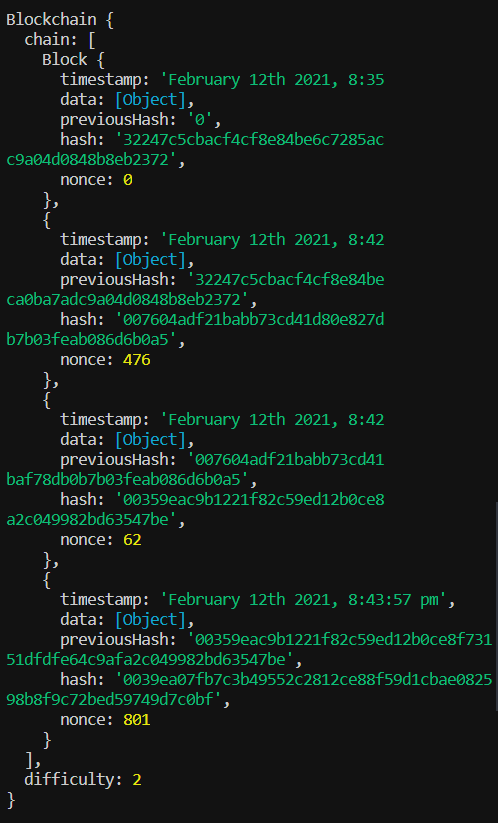 Blockchain {
  chain: [
    Block {
      timestamp: 'February 12th 2021, 8:35
      data: [Object],
      previousHash: '0',
      hash: '32247c5cbacf4cf8e84be6c7285ac
c9a04d0848b8eb2372',
      nonce: 0
    },
    {
      timestamp: 'February 12th 2021, 8:42
      data: [Object],
      previousHash: '32247c5cbacf4cf8e84be
ca0ba7adc9a04d0848b8eb2372',
      hash: '007604adf21babb73cd41d80e827d
b7b03feab086d6b0a5',
      nonce: 476
    },
    {
      timestamp: 'February 12th 2021, 8:42
      data: [Object],
      previousHash: '007604adf21babb73cd41
baf78db0b7b03feab086d6b0a5',
      hash: '00359eac9b1221f82c59ed12b0ce8
a2c049982bd63547be',
      nonce: 62
    },
    {
      timestamp: 'February 12th 2021, 8:43:57 pm',
      data: [Object],
      previousHash: '00359eac9b1221f82c59ed12b0ce8f731
51dfdfe64c9afa2c049982bd63547be',
      hash: '0039ea07fb7c3b49552c2812ce88f59d1cbae0825
98b8f9c72bed59749d7c0bf',
      nonce: 801
    }
  ],
  difficulty: 2
}